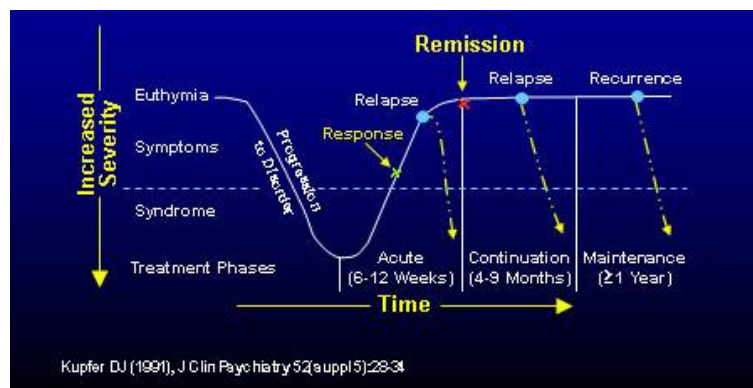 Remission
Euthymia
Relapse
Relapse
Recurrence
Increased
Severity
Progression
to Disorder
Response
Symptoms
Syndrome
Treatment Phases
Acute
(6-12 Weeks)
Continuation
(4-9 Months)
Maintenance
(≥1 Year)
Time
Kupfer DJ (1991), J Clin Psychiatry 52(suppl 5):28-34